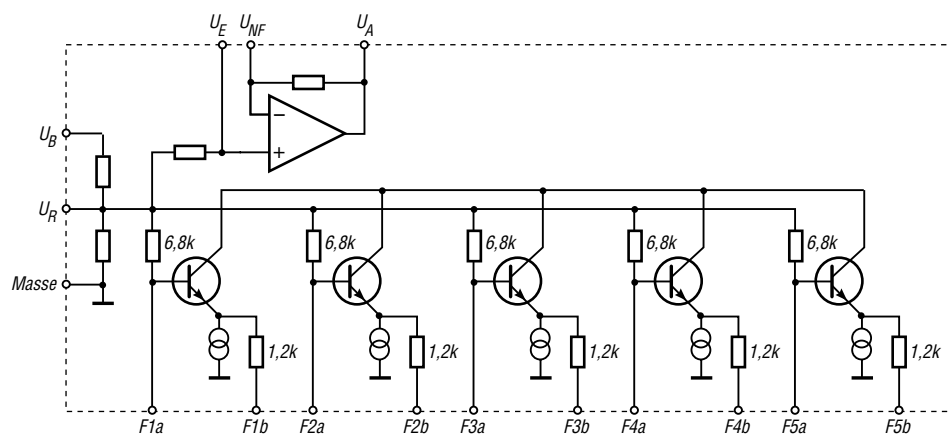 U_E U_NF U_A
U_B
U_R
6,8k 6,8k 6,8k 6,8k 6,8k
Masse
1,2k 1,2k 1,2k 1,2k 1,2k
F1a F1b F2a F2b F3a F3b F4a F4b F5a F5b